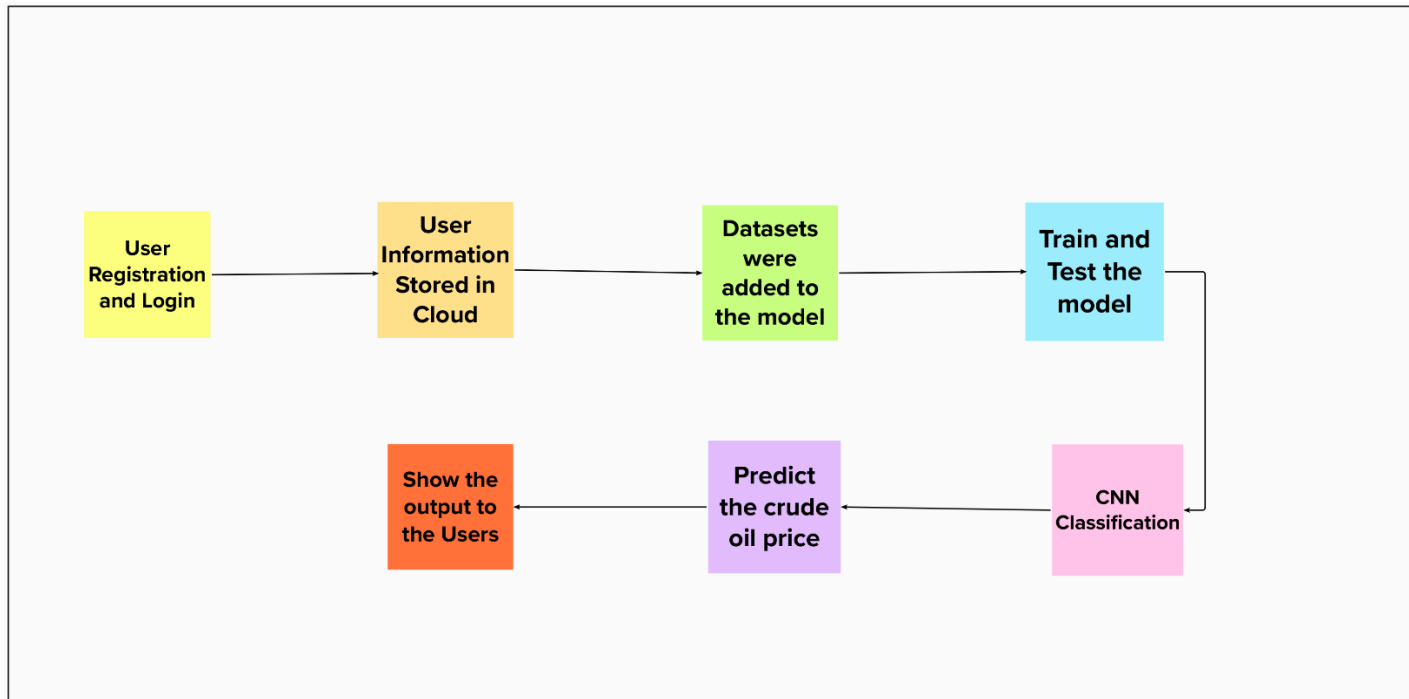 User
Registration
and Login
User
Information
Stored in
Cloud
Datasets
were
added to
the model
Train and
Test the
model
CNN
Classification
Predict
the crude
oil price
Show the
output to
the Users